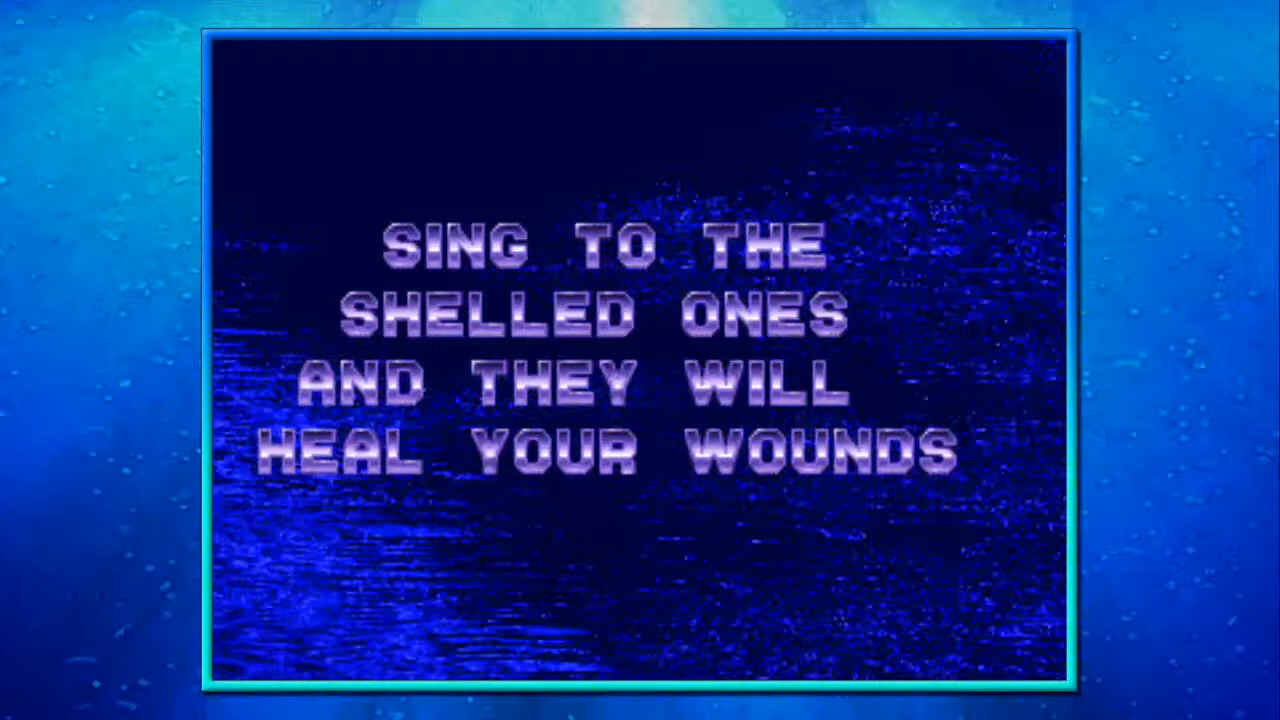 SING TO THE
SHELLED ONES
AND THEY WILL
HEAL YOUR WOUNDS